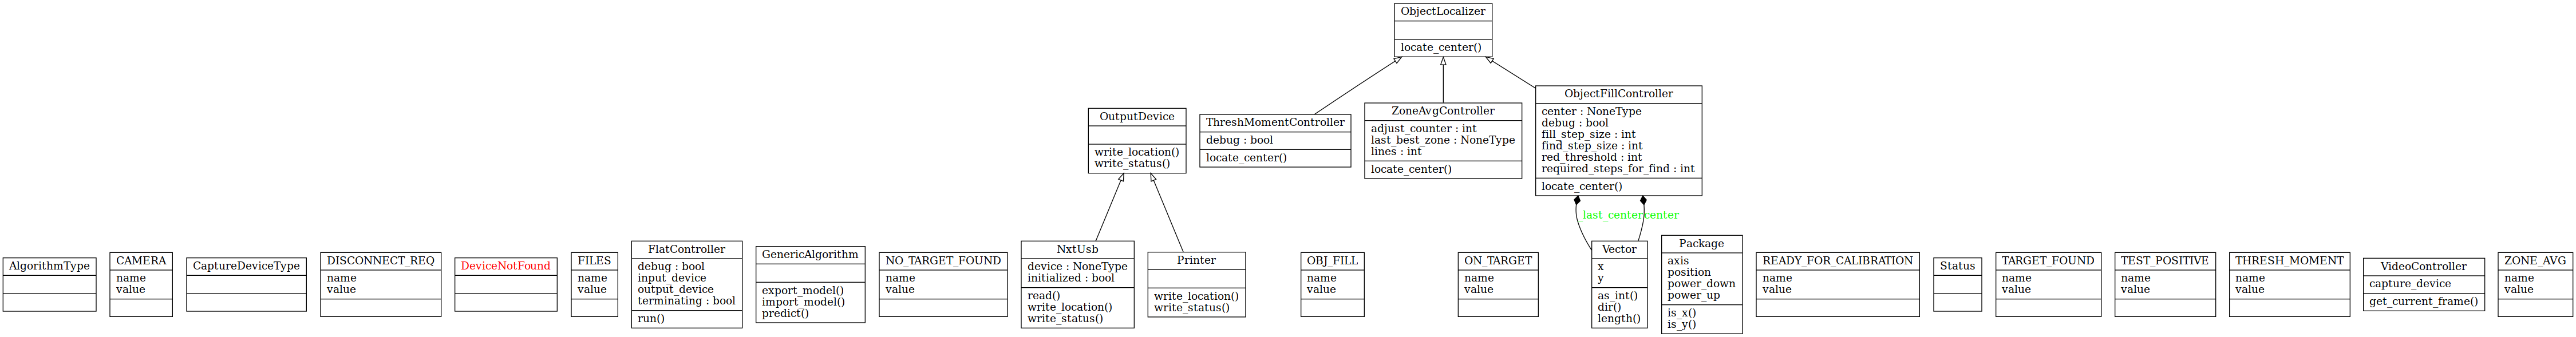 ObjectLocalizer
locate_center()
OutputDevice
write_location()
write_status()
ThreshMomentController
debug : bool
locate_center()
ZoneAvgController
adjust_counter : int
last_best_zone : NoneType
lines : int
locate_center()
ObjectFillController
center : NoneType
debug : bool
fill_step_size : int
find_step_size : int
red_threshold : int
required_steps_for_find : int
locate_center()
_last_center
center
AlgorithmType
CAMERA
name
value
CaptureDeviceType
DISCONNECT_REQ
name
value
DeviceNotFound
FILES
name
value
FlatController
debug : bool
input_device
output_device
terminating : bool
run()
GenericAlgorithm
export_model()
import_model()
predict()
NO_TARGET_FOUND
name
value
NxtUsb
device : NoneType
initialized : bool
read()
write_location()
write_status()
Printer
write_location()
write_status()
OBJ_FILL
name
value
ON_TARGET
name
value
Vector
x
y
as_int()
dir()
length()
Package
axis
position
power_down
power_up
is_x()
is_y()
READY_FOR_CALIBRATION
name
value
Status
TARGET_FOUND
name
value
TEST_POSITIVE
name
value
THRESH_MOMENT
name
value
VideoController
capture_device
get_current_frame()
ZONE_AVG
name
value